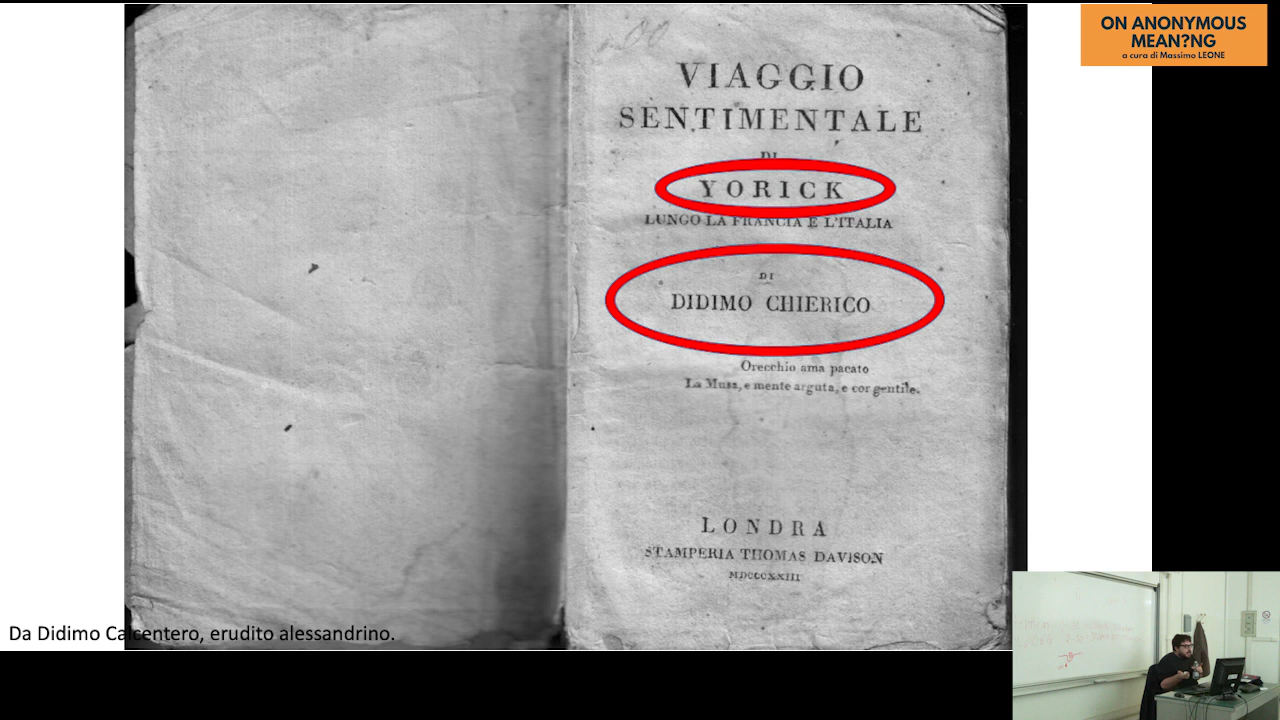 ON ANONYMOUS
MEAN?NG
a cura di Massimo LEONE
VIAGGIO
SENTIMENTALE
DI
YORICK
LUNGO LA FRANCIA E L'ITALIA
DI
DIDIMO CHIERICO
Orecchio ama pacato
La Musa, e mente arguta, e cor gentile.
LONDRA
STAMPERIA THOMAS DAVISON
MDCCCXXIII
Da Didimo Calcentero, erudito alessandrino.